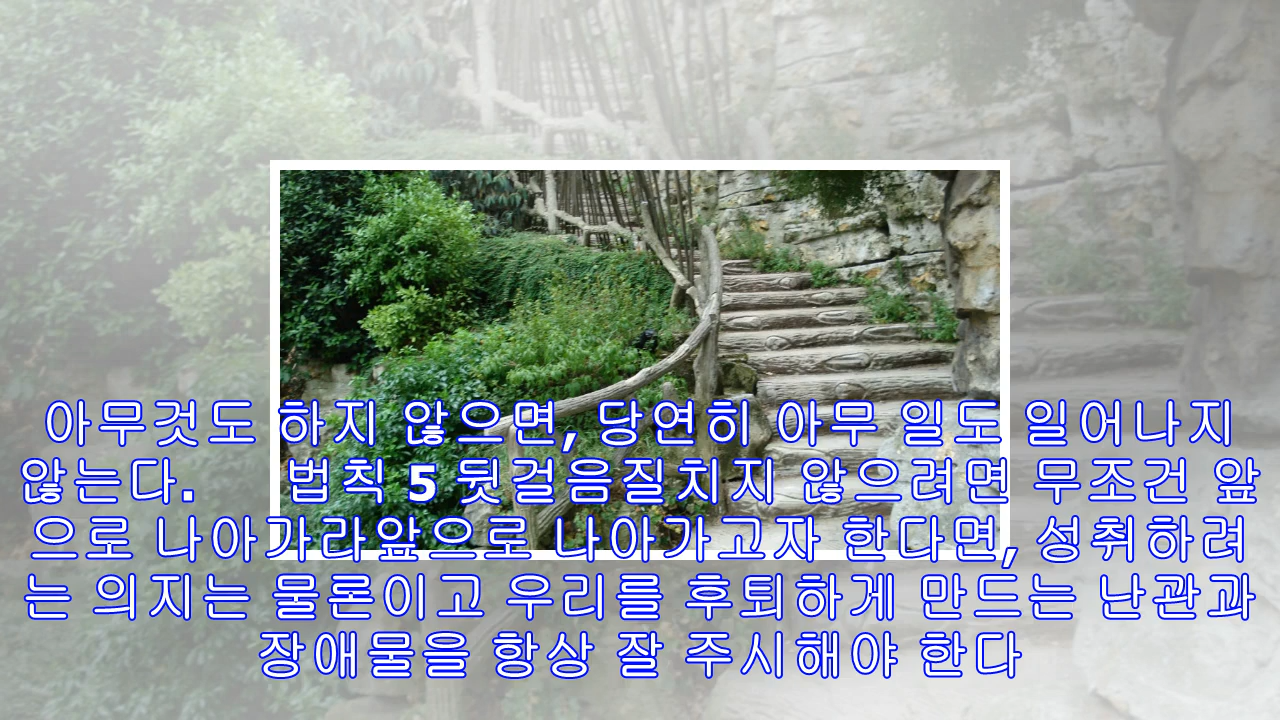 아무것도 하지 않으면, 당연히 아무 일도 일어나지
않는다. 법칙 5 뒷걸음질치지 않으려면 무조건 앞
으로 나아가라앞으로 나아가고자 한다면, 성취하려
는 의지는 물론이고 우리를 후퇴하게 만드는 난관과
장애물을 항상 잘 주시해야 한다